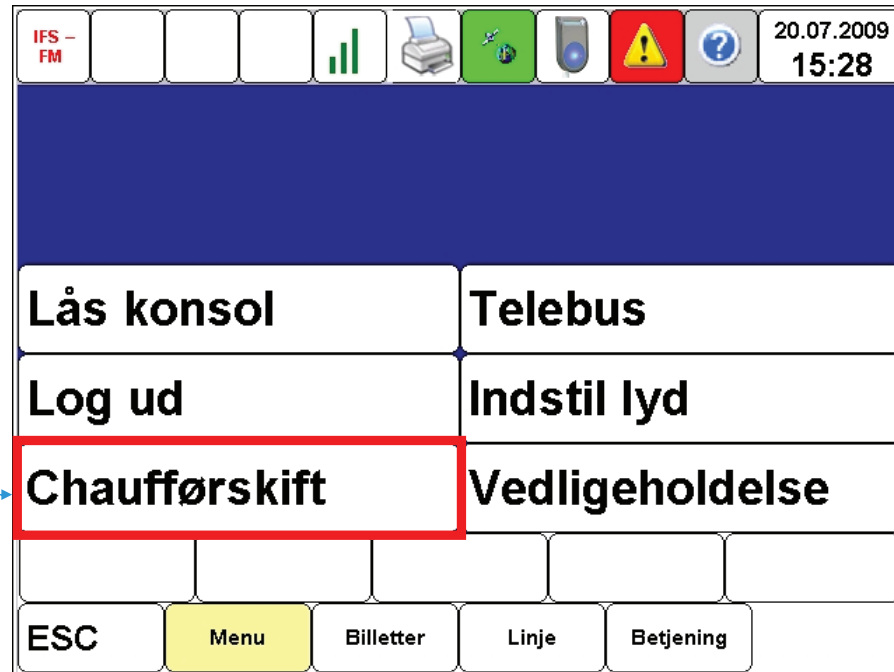 IFS –
FM
20.07.2009
15:28
Lås konsol
Telebus
Log ud
Indstil lyd
Chaufførskift
Vedligeholdelse
ESC
Menu
Billetter
Linje
Betjening